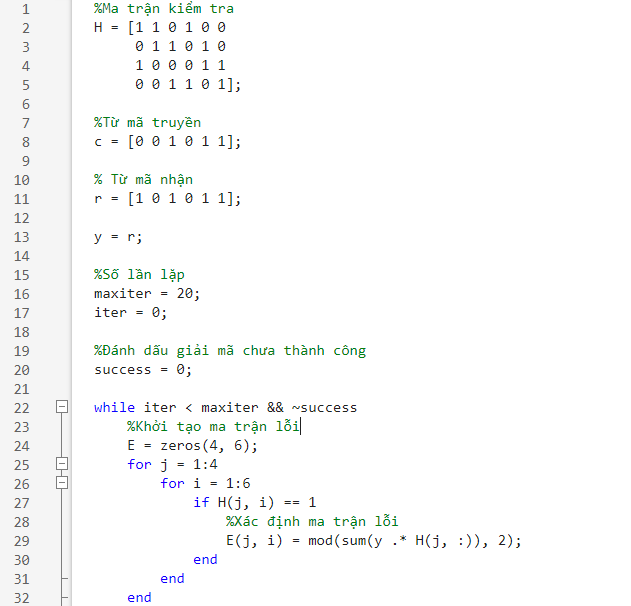 1 %Ma trận kiểm tra
2 H = [1 1 0 1 0 0
3 0 1 1 0 1 0
4 1 0 0 0 1 1
5 0 0 1 1 0 1];
6
7 %Từ mã truyền
8 c = [0 0 1 0 1 1];
9
10 % Từ mã nhận
11 r = [1 0 1 0 1 1];
12
13 y = r;
14
15 %Số lần lặp
16 maxiter = 20;
17 iter = 0;
18
19 %Đánh dấu giải mã chưa thành công
20 success = 0;
21
22 while iter < maxiter && ~success
23 %Khởi tạo ma trận lỗi
24 E = zeros(4, 6);
25 for j = 1:4
26 for i = 1:6
27 if H(j, i) == 1
28 %Xác định ma trận lỗi
29 E(j, i) = mod(sum(y .* H(j, :)), 2);
30 end
31 end
32 end